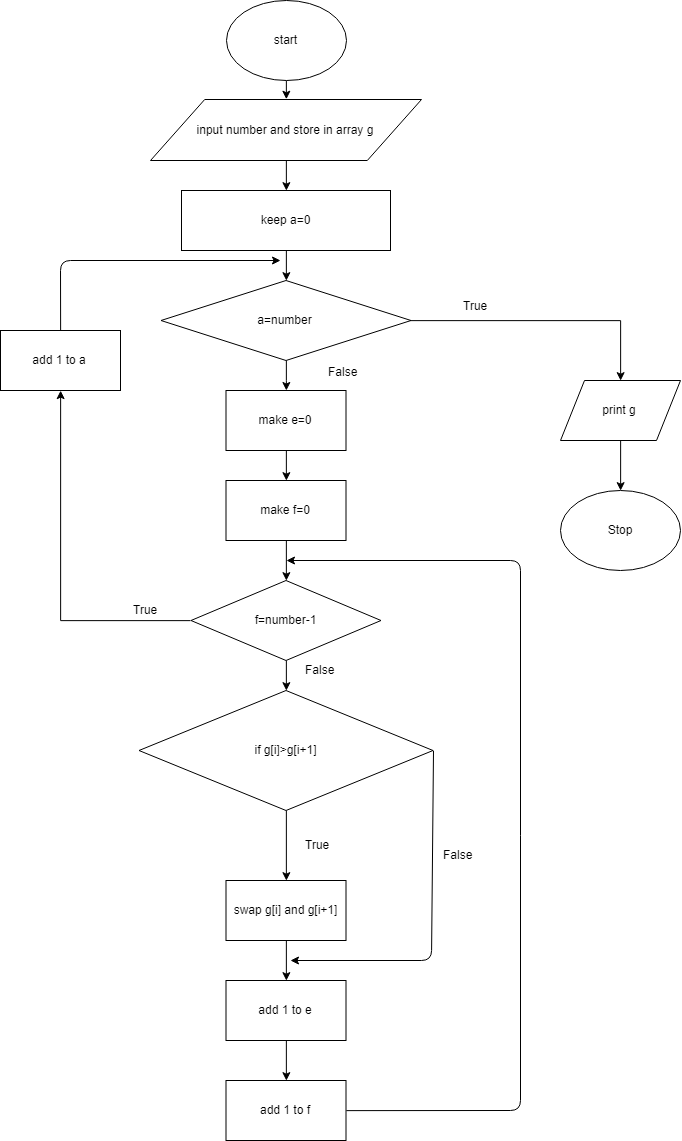 start
input number and store in array g
keep a=0
a=number
True
False
add 1 to a
make e=0
print g
make f=0
Stop
f=number-1
True
False
if g[i]>g[i+1]
True
False
swap g[i] and g[i+1]
add 1 to e
add 1 to f